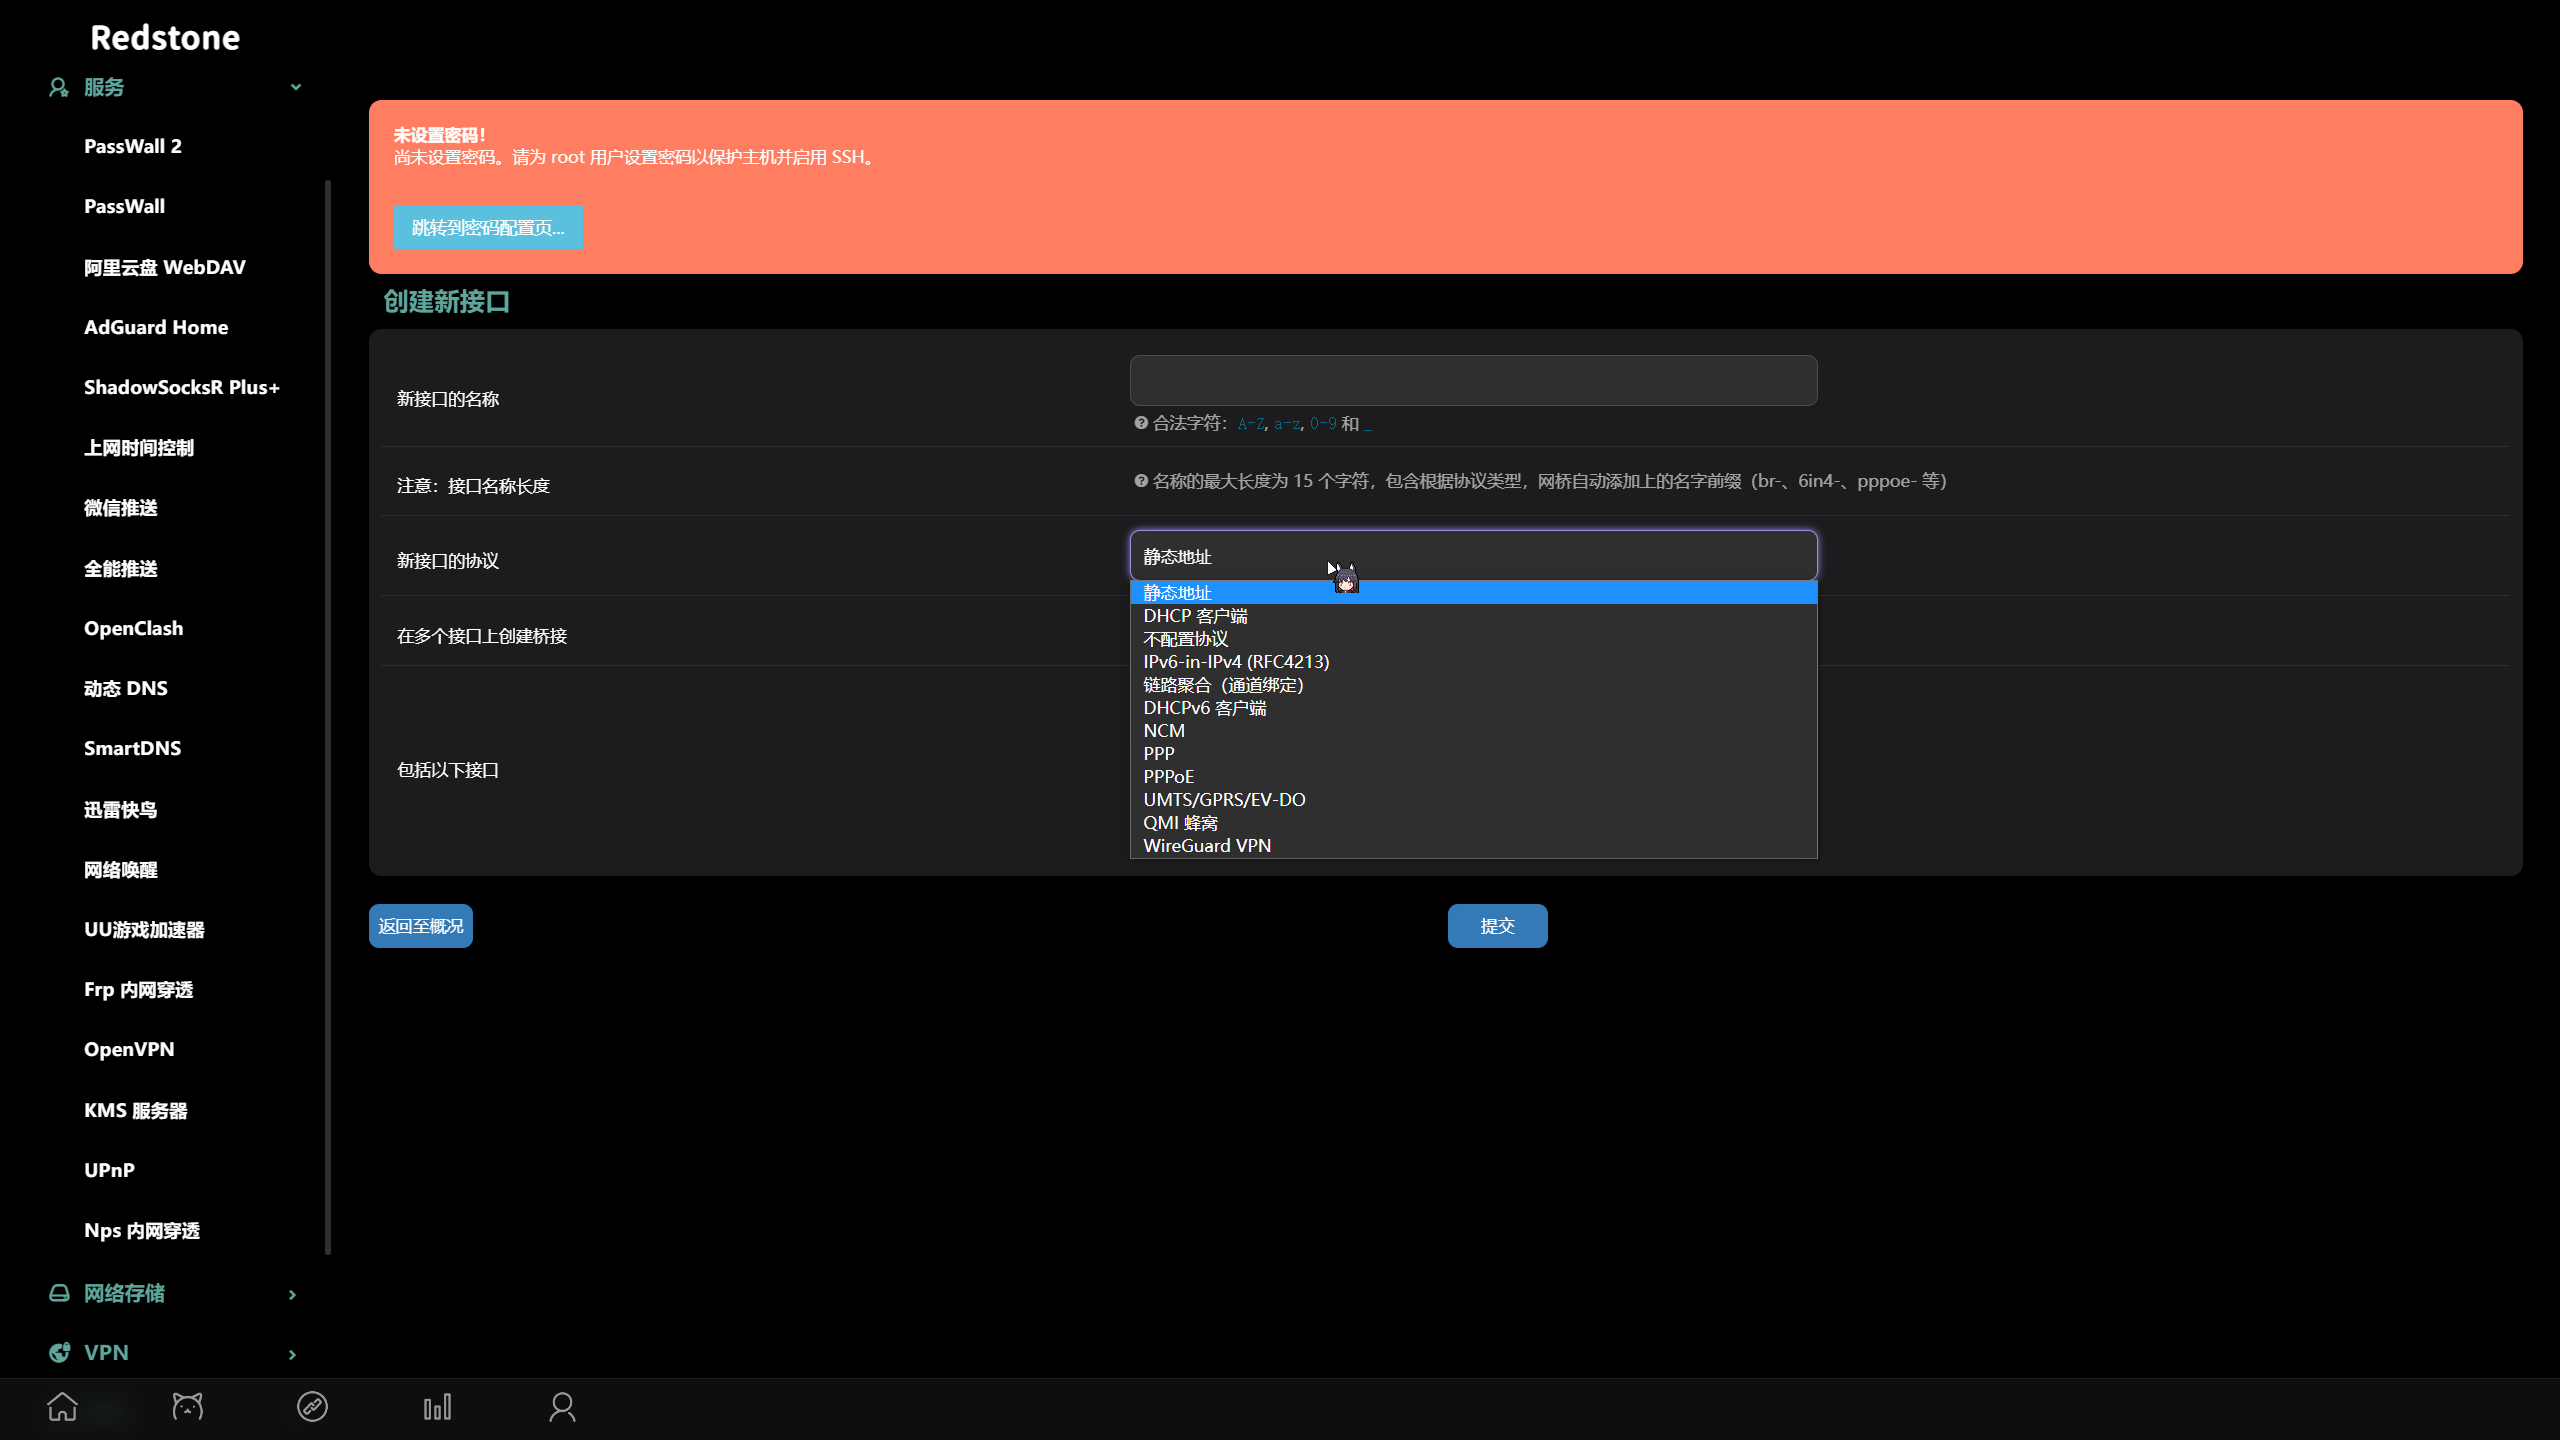 Redstone
服务
PassWall 2
PassWall
阿里云盘 WebDAV
AdGuard Home
ShadowSocksR Plus+
上网时间控制
微信推送
全能推送
OpenClash
动态 DNS
SmartDNS
迅雷快鸟
网络唤醒
UU游戏加速器
Frp 内网穿透
OpenVPN
KMS 服务器
UPnP
Nps 内网穿透
网络存储
VPN
未设置密码！
尚未设置密码。请为 root 用户设置密码以保护主机并启用 SSH。
跳转到密码配置页...
创建新接口
新接口的名称
合法字符：A-Z, a-z, 0-9 和 _
注意：接口名称长度
名称的最大长度为 15 个字符，包含根据协议类型，网桥自动添加上的名字前缀（br-、6in4-、pppoe- 等）
新接口的协议
静态地址
静态地址
DHCP 客户端
不配置协议
IPv6-in-IPv4 (RFC4213)
链路聚合（通道绑定）
DHCPv6 客户端
NCM
PPP
PPPoE
UMTS/GPRS/EV-DO
QMI 蜂窝
WireGuard VPN
在多个接口上创建桥接
包括以下接口
返回至概况
提交